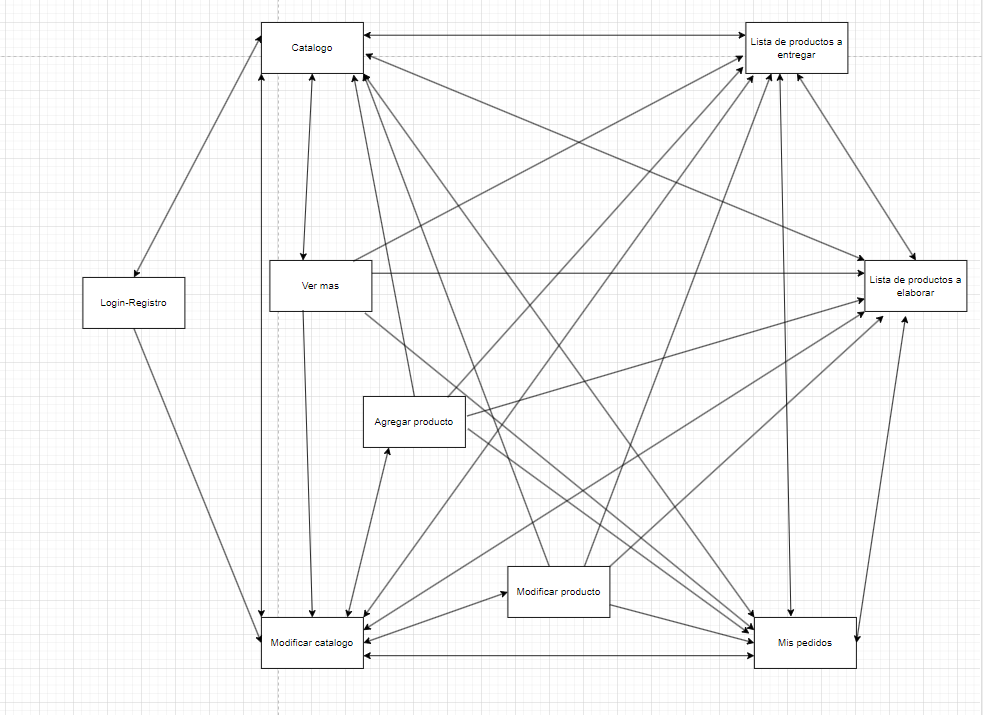 Catalogo
Lista de productos a
entregar
Ver mas
Lista de productos a
elaborar
Login-Registro
Agregar producto
Modificar producto
Modificar catalogo
Mis pedidos